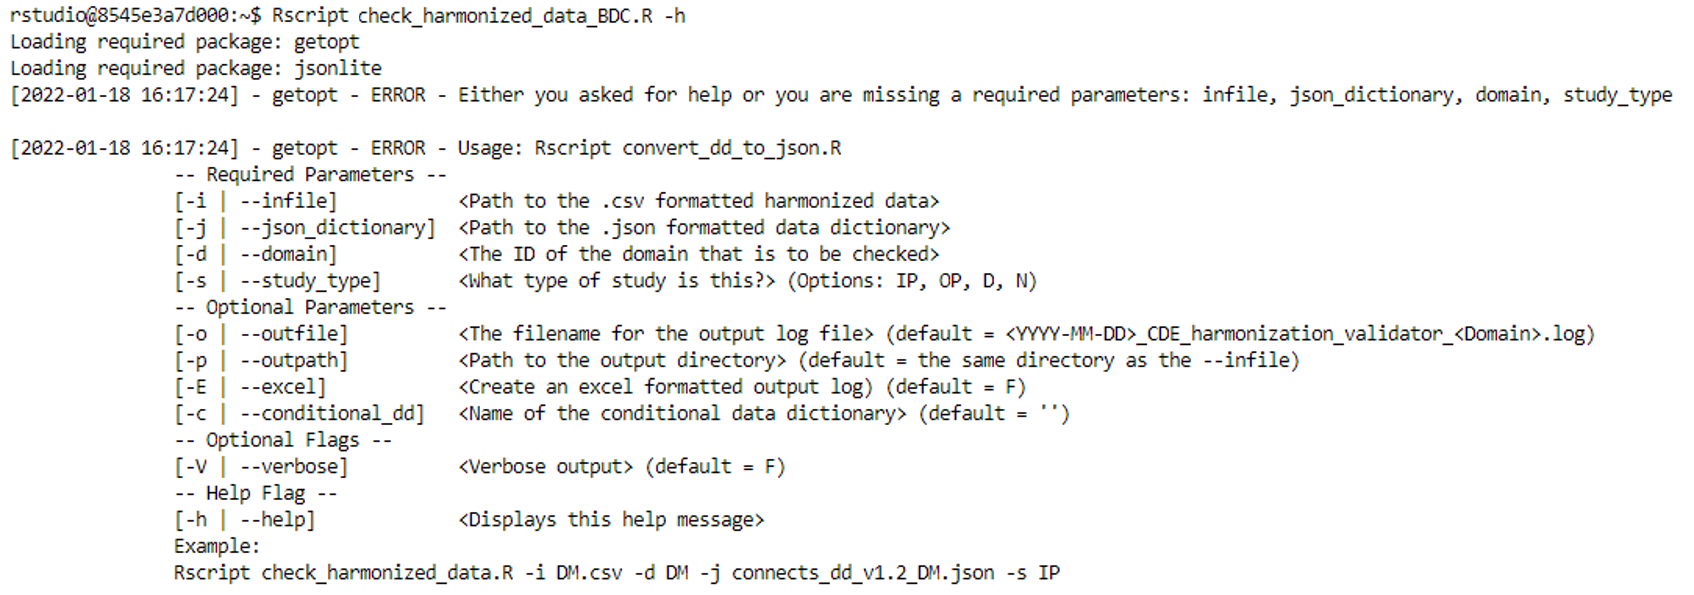 rstudio@8545e3a7d000:~$ Rscript check_harmonized_data_BDC.R -h
Loading required package: getopt
Loading required package: jsonlite
[2022-01-18 16:17:24] - getopt - ERROR - Either you asked for help or you are missing a required parameters: infile, json_dictionary, domain, study_type
[2022-01-18 16:17:24] - getopt - ERROR - Usage: Rscript convert_dd_to_json.R
-- Required Parameters --
[-i | --infile] <Path to the .csv formatted harmonized data>
[-j | --json_dictionary] <Path to the .json formatted data dictionary>
[-d | --domain] <The ID of the domain that is to be checked>
[-s | --study_type] <What type of study is this?> (Options: IP, OP, D, N)
-- Optional Parameters --
[-o | --outfile] <The filename for the output log file> (default = <YYYY-MM-DD>_CDE_harmonization_validator_<Domain>.log)
[-p | --outpath] <Path to the output directory> (default = the same directory as the --infile)
[-E | --excel] <Create an excel formatted output log) (default = F)
[-c | --conditional_dd] <Name of the conditional data dictionary> (default = '')
-- Optional Flags --
[-V | --verbose] <Verbose output> (default = F)
-- Help Flag --
[-h | --help] <Displays this help message>
Example:
Rscript check_harmonized_data.R -i DM.csv -d DM -j connects_dd_v1.2_DM.json -s IP